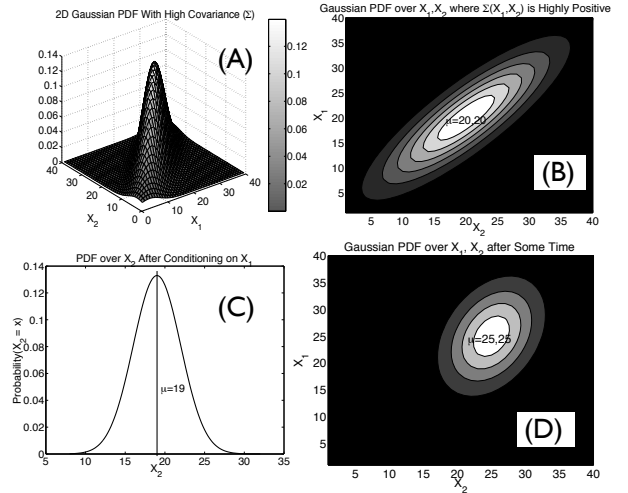 2D Gaussian PDF With High Covariance (Σ)
(A)
0.14
0.12
0.1
0.08
0.06
0.04
0.02
0
40
30
20
10
0
X2
0
10
20
30
40
X1
0.12
0.1
0.08
0.06
0.04
0.02
Gaussian PDF over X1,X2 where Σ(X1,X2) is Highly Positive
40
35
30
25
20
15
10
5
X1
μ=20,20
(B)
5 10 15 20 25 30 35 40
X2
PDF over X2 After Conditioning on X1
0.14
0.12
0.1
0.08
0.06
0.04
0.02
0
Probability(X2 = x)
(C)
μ=19
5 10 15 20 25 30 35
X2
Gaussian PDF over X1, X2 after Some Time
40
35
30
25
20
15
10
5
X1
μ=25,25
(D)
5 10 15 20 25 30 35 40
X2